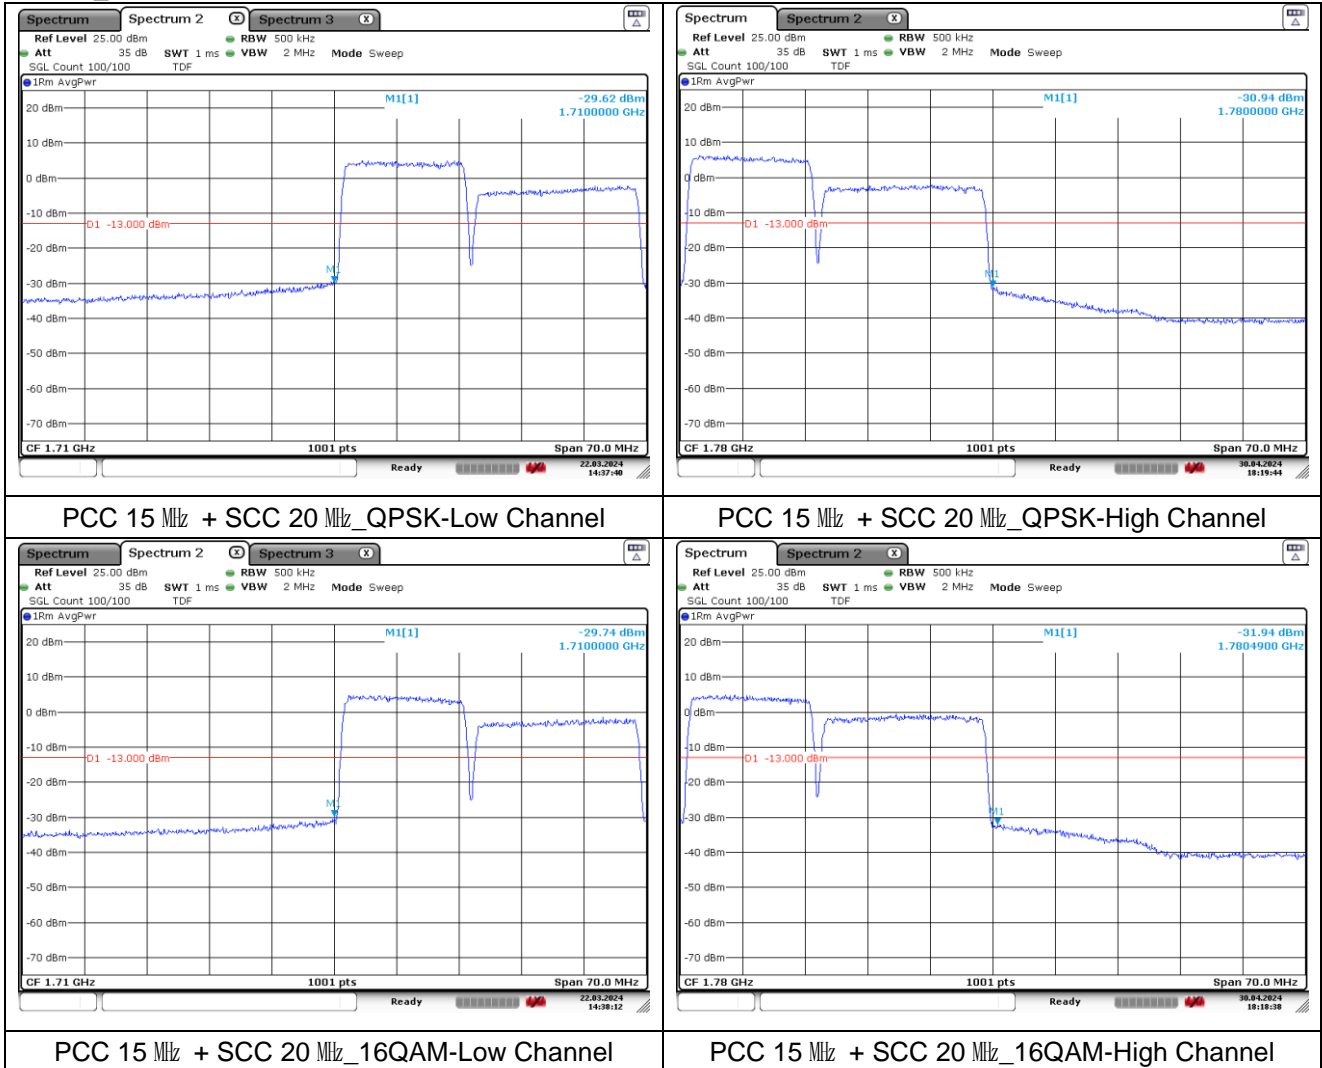 Spectrum Spectrum 2 X Spectrum 3 X
Ref Level 25.00 dBm RBW 500 kHz
Att 35 dB SWT 1 ms VBW 2 MHz Mode Sweep
SGL Count 100/100 TDF
1Rm AvgPwr
M1[1] -29.62 dBm
1.7100000 GHz
20 dBm
10 dBm
0 dBm
-10 dBm
D1 -13.000 dBm
-20 dBm
M1
-30 dBm
-40 dBm
-50 dBm
-60 dBm
-70 dBm
CF 1.71 GHz 1001 pts Span 70.0 MHz
Ready 22.03.2024
14:37:40
Spectrum Spectrum 2 X
Ref Level 25.00 dBm RBW 500 kHz
Att 35 dB SWT 1 ms VBW 2 MHz Mode Sweep
SGL Count 100/100 TDF
1Rm AvgPwr
M1[1] -30.94 dBm
1.7800000 GHz
20 dBm
10 dBm
0 dBm
-10 dBm
D1 -13.000 dBm
-20 dBm
M1
-30 dBm
-40 dBm
-50 dBm
-60 dBm
-70 dBm
CF 1.78 GHz 1001 pts Span 70.0 MHz
Ready 30.04.2024
18:19:44
PCC 15 ㎒ + SCC 20 ㎒_QPSK-Low Channel
PCC 15 ㎒ + SCC 20 ㎒_QPSK-High Channel
Spectrum Spectrum 2 X Spectrum 3 X
Ref Level 25.00 dBm RBW 500 kHz
Att 35 dB SWT 1 ms VBW 2 MHz Mode Sweep
SGL Count 100/100 TDF
1Rm AvgPwr
M1[1] -29.74 dBm
1.7100000 GHz
20 dBm
10 dBm
0 dBm
-10 dBm
D1 -13.000 dBm
-20 dBm
M1
-30 dBm
-40 dBm
-50 dBm
-60 dBm
-70 dBm
CF 1.71 GHz 1001 pts Span 70.0 MHz
Ready 22.03.2024
14:38:12
Spectrum Spectrum 2 X
Ref Level 25.00 dBm RBW 500 kHz
Att 35 dB SWT 1 ms VBW 2 MHz Mode Sweep
SGL Count 100/100 TDF
1Rm AvgPwr
M1[1] -31.94 dBm
1.7804900 GHz
20 dBm
10 dBm
0 dBm
-10 dBm
D1 -13.000 dBm
-20 dBm
M1
-30 dBm
-40 dBm
-50 dBm
-60 dBm
-70 dBm
CF 1.78 GHz 1001 pts Span 70.0 MHz
Ready 30.04.2024
18:18:38
PCC 15 ㎒ + SCC 20 ㎒_16QAM-Low Channel
PCC 15 ㎒ + SCC 20 ㎒_16QAM-High Channel